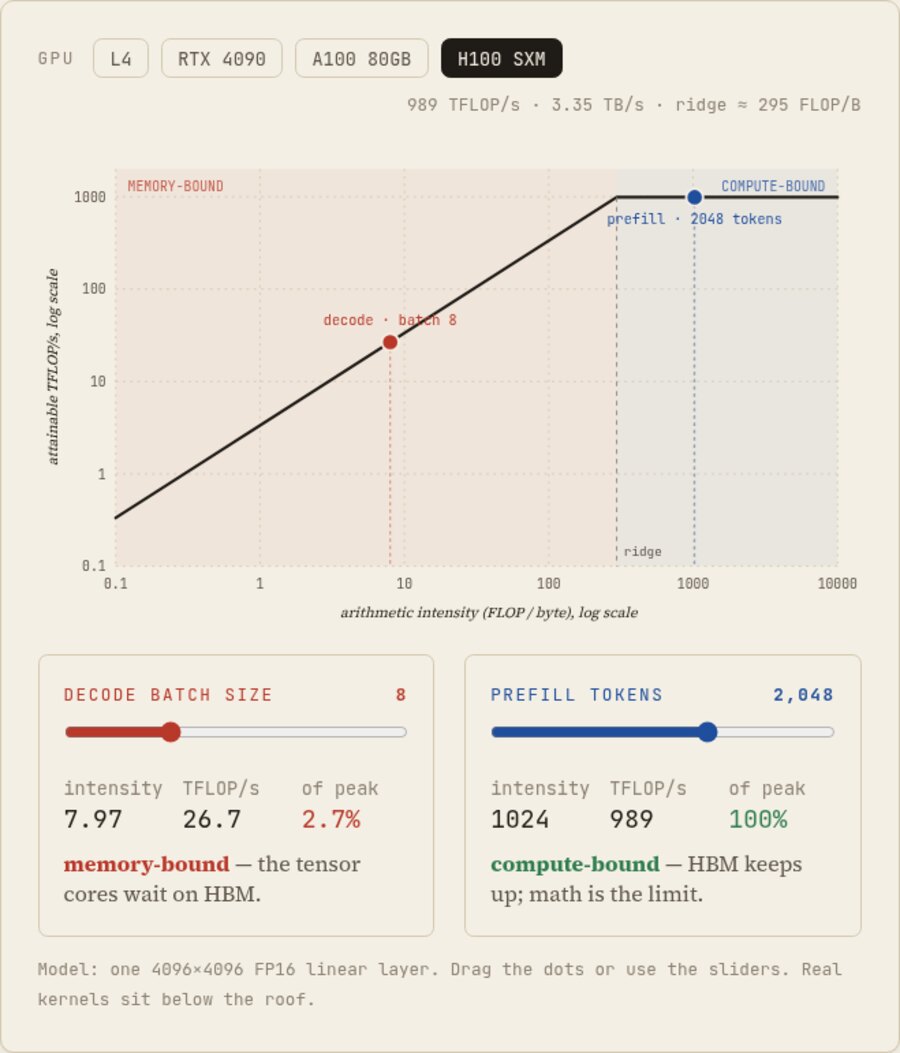 GPU L4 RTX 4090 A100 80GB H100 SXM
989 TFLOP/s · 3.35 TB/s · ridge ≈ 295 FLOP/B
MEMORY-BOUND
COMPUTE-BOUND
1000
prefill · 2048 tokens
100
decode · batch 8
10
1
0.1
attainable TFLOP/s, log scale
ridge
0.1 1 10 100 1000 10000
arithmetic intensity (FLOP / byte), log scale
DECODE BATCH SIZE 8
intensity TFLOP/s of peak
7.97 26.7 2.7%
memory-bound — the tensor
cores wait on HBM.
PREFILL TOKENS 2,048
intensity TFLOP/s of peak
1024 989 100%
compute-bound — HBM keeps
up; math is the limit.
Model: one 4096×4096 FP16 linear layer. Drag the dots or use the sliders. Real
kernels sit below the roof.